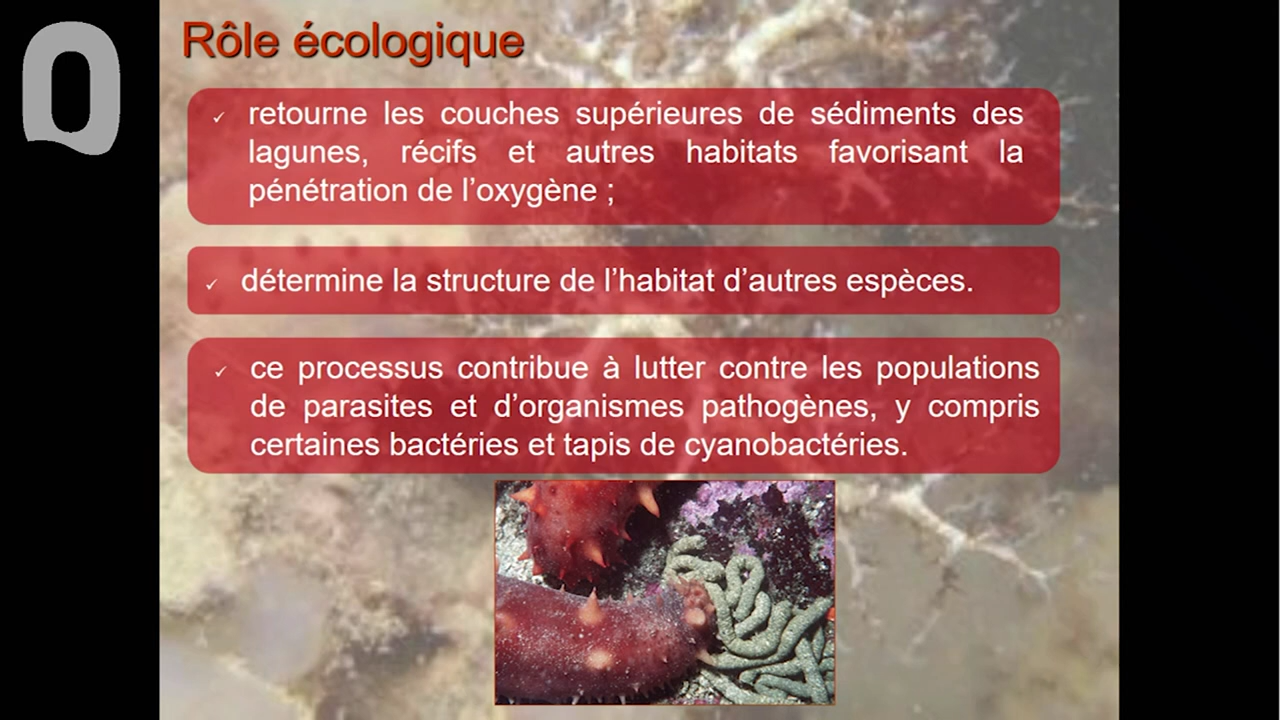 Rôle écologique
✓ retourne les couches supérieures de sédiments des
lagunes, récifs et autres habitats favorisant la
pénétration de l'oxygène ;
✓ détermine la structure de l'habitat d'autres espèces.
✓ ce processus contribue à lutter contre les populations
de parasites et d'organismes pathogènes, y compris
certaines bactéries et tapis de cyanobactéries.